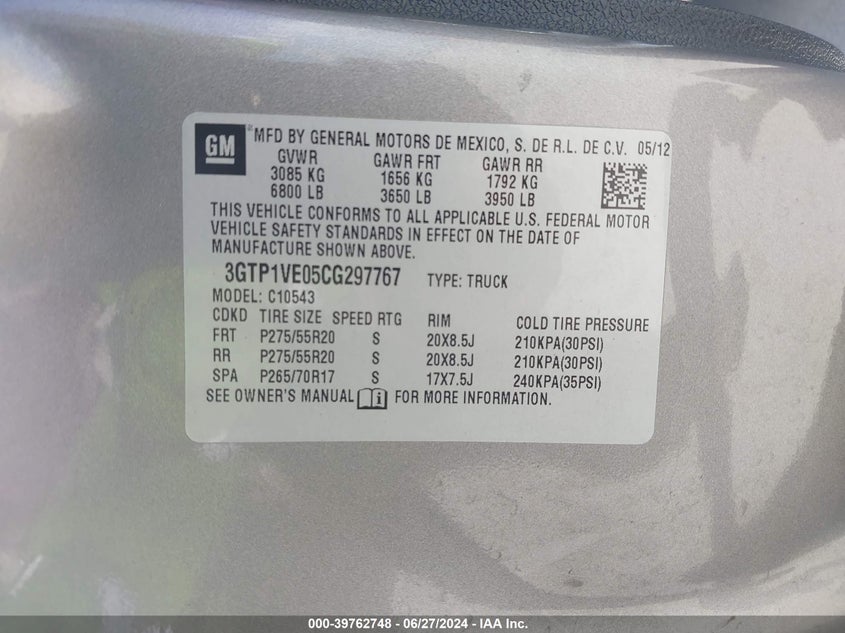 GM
MFD BY GENERAL MOTORS DE MEXICO, S. DE R.L. DE C.V. 05/12
GVWR GAWR FRT GAWR RR
3085 KG 1656 KG 1792 KG
6800 LB 3650 LB 3950 LB
THIS VEHICLE CONFORMS TO ALL APPLICABLE U.S. FEDERAL MOTOR
VEHICLE SAFETY STANDARDS IN EFFECT ON THE DATE OF
MANUFACTURE SHOWN ABOVE.
3GTP1VE05CG297767 TYPE: TRUCK
MODEL: C10543
CDKD TIRE SIZE SPEED RTG RIM COLD TIRE PRESSURE
FRT P275/55R20 S 20X8.5J 210KPA(30PSI)
RR P275/55R20 S 20X8.5J 210KPA(30PSI)
SPA P265/70R17 S 17X7.5J 240KPA(35PSI)
SEE OWNER'S MANUAL FOR MORE INFORMATION.
000-39762748 - 06/27/2024 - IAA Inc.